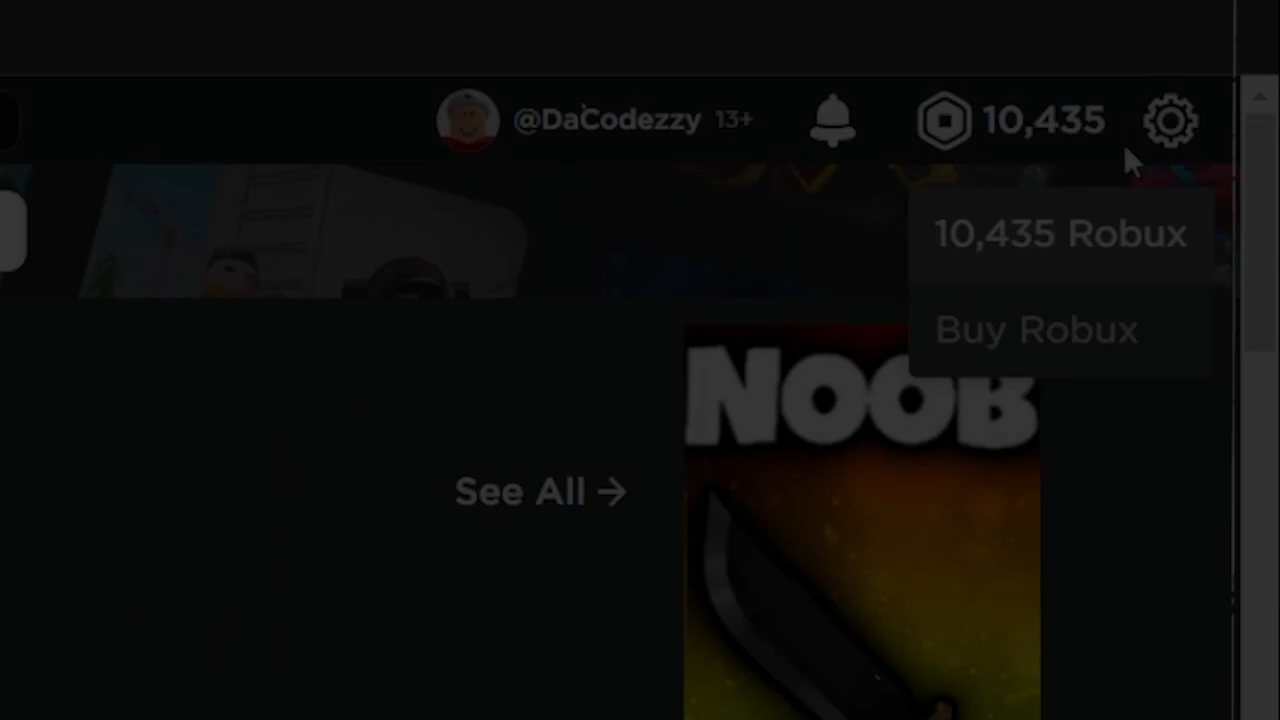 @DaCodezzy 13+ 10,435
10,435 Robux
Buy Robux
NOOB
See All →